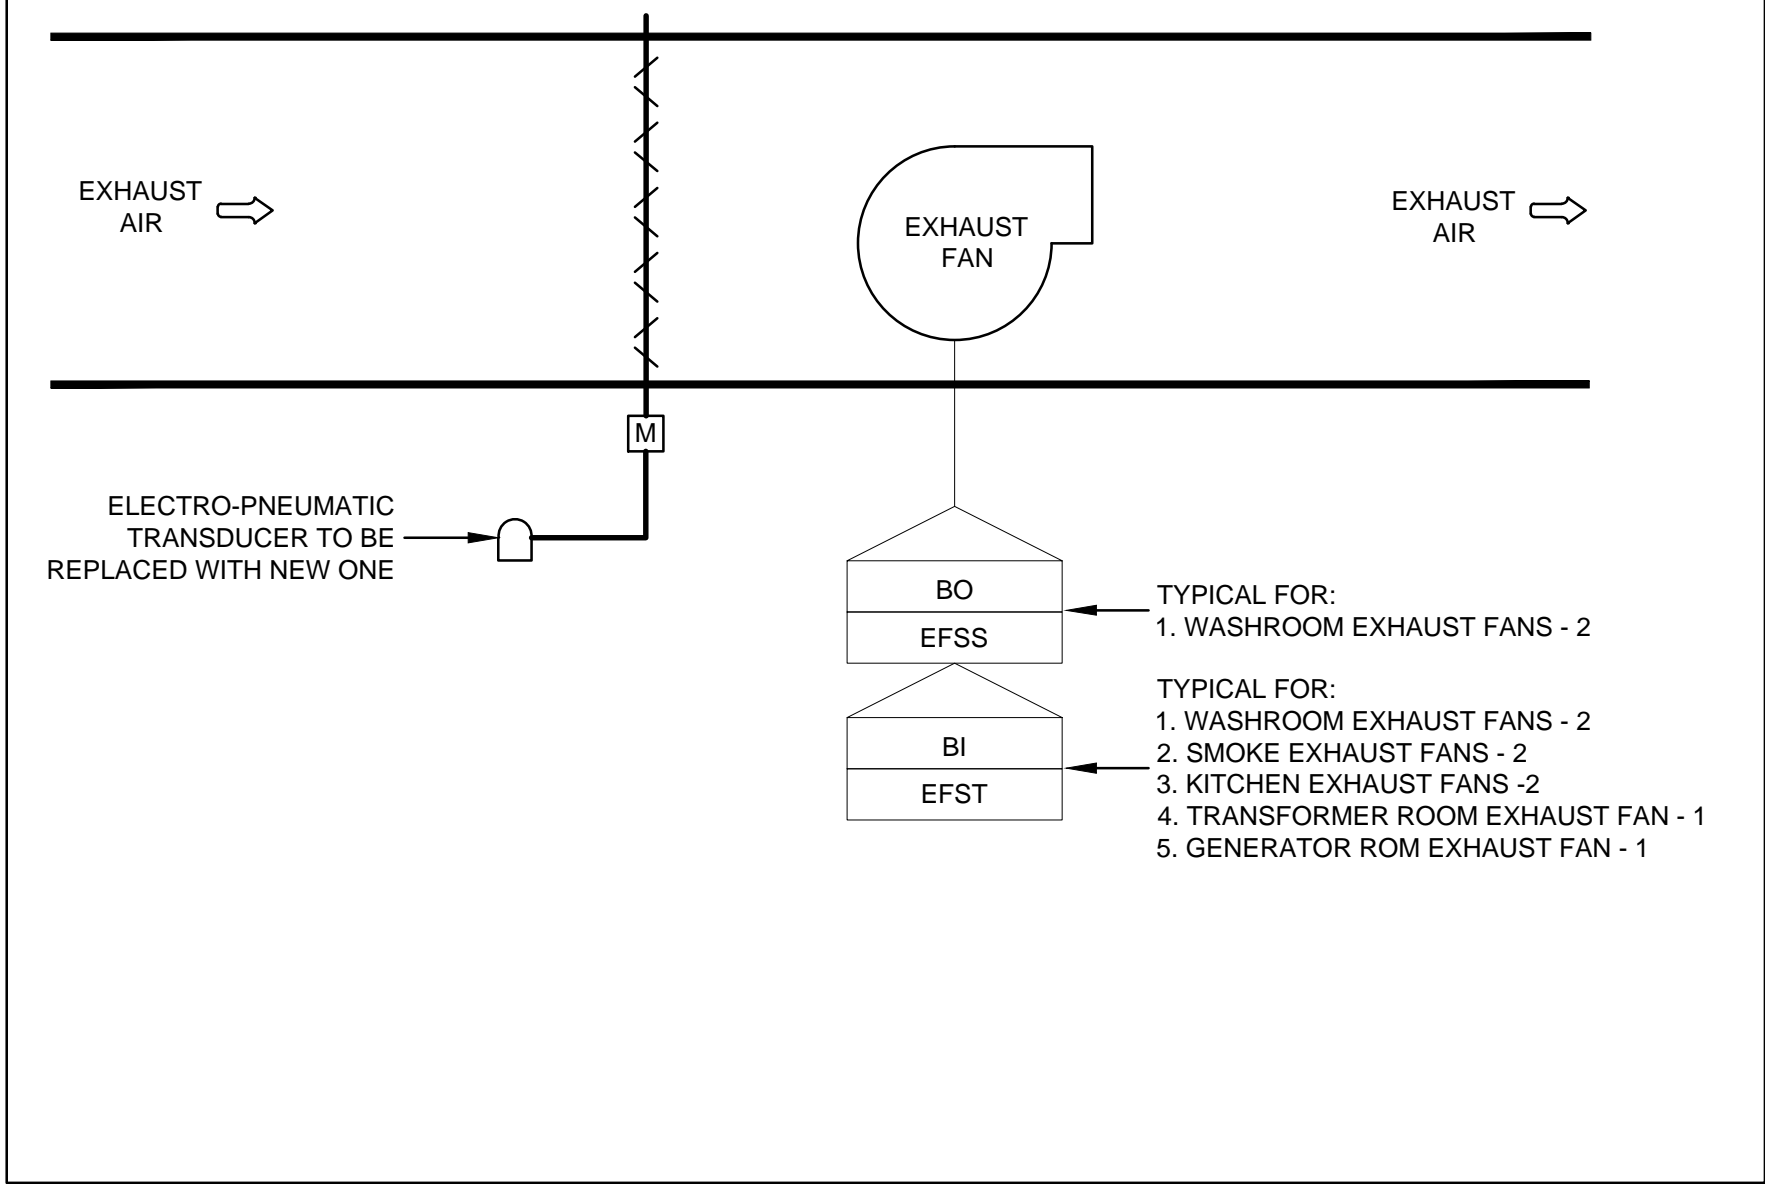 EXHAUST
AIR
EXHAUST
FAN
EXHAUST
AIR
M
ELECTRO-PNEUMATIC
TRANSDUCER TO BE
REPLACED WITH NEW ONE
BO
EFSS
TYPICAL FOR:
1. WASHROOM EXHAUST FANS - 2
BI
EFST
TYPICAL FOR:
1. WASHROOM EXHAUST FANS - 2
2. SMOKE EXHAUST FANS - 2
3. KITCHEN EXHAUST FANS -2
4. TRANSFORMER ROOM EXHAUST FAN - 1
5. GENERATOR ROM EXHAUST FAN - 1